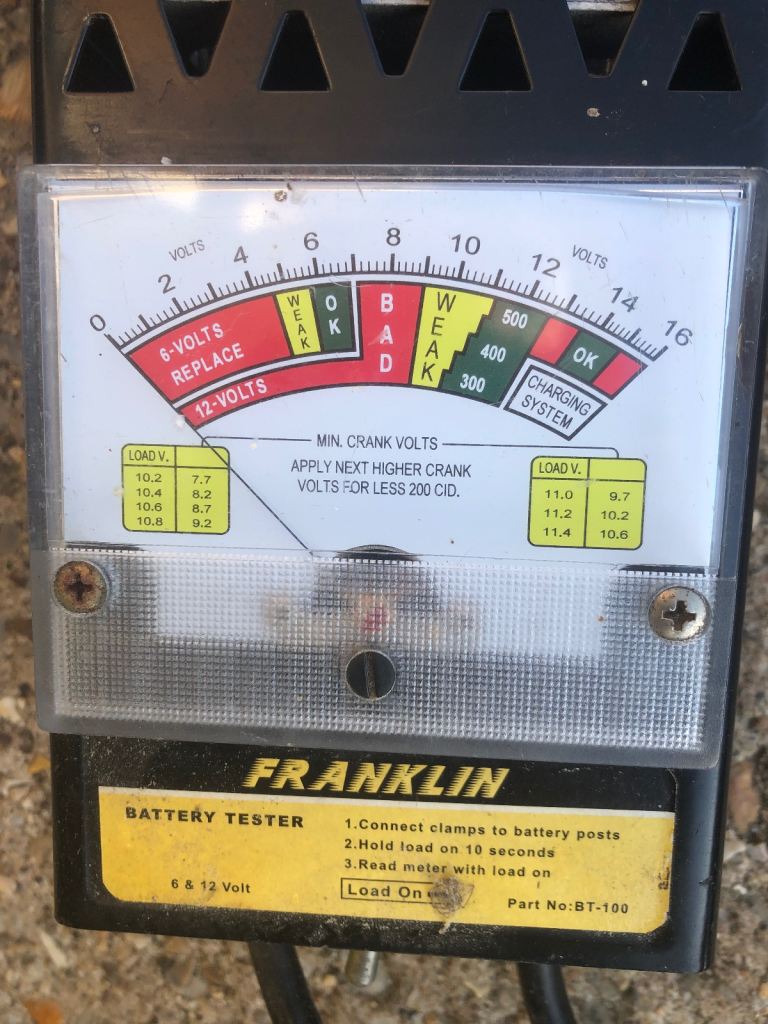 VOLTS
VOLTS
0 2 4 6 8 10 12 14 16
6-VOLTS
REPLACE
WEAK
OK
BAD
WEAK
500
400
300
OK
12-VOLTS
CHARGING
SYSTEM
MIN. CRANK VOLTS
APPLY NEXT HIGHER CRANK
VOLTS FOR LESS 200 CID.
LOAD V.
10.2 7.7
10.4 8.2
10.6 8.7
10.8 9.2
LOAD V.
11.0 9.7
11.2 10.2
11.4 10.6
FRANKLIN
BATTERY TESTER
6 & 12 Volt
1.Connect clamps to battery posts
2.Hold load on 10 seconds
3.Read meter with load on
Load On
Part No:BT-100